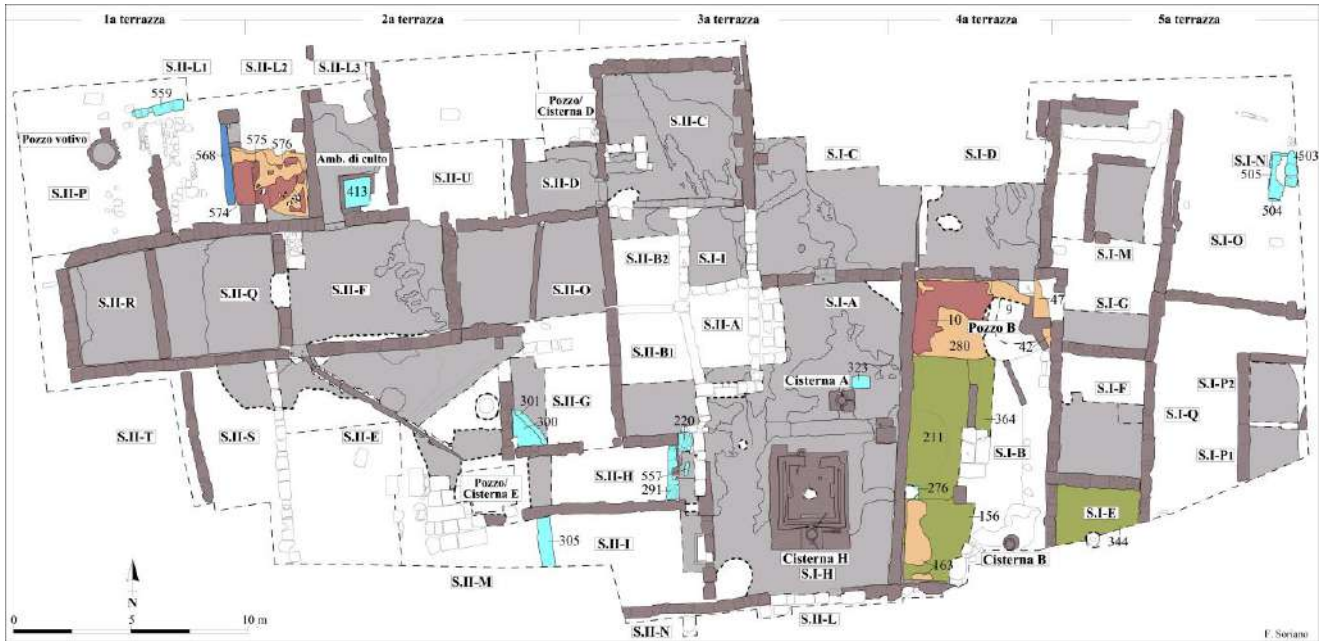 1a terrazza
2a terrazza
3a terrazza
4a terrazza
5a terrazza
S.II-L1
S.II-L2
S.II-L3
559
Pozzo votivo
568
575
576
574
S.II-P
Amb. di culto
413
S.II-U
Pozzo/
Cisterna D
S.II-C
S.II-D
S.I-C
S.I-D
S.I-N
503
505
504
S.I-O
S.I-M
S.II-R
S.II-Q
S.II-F
S.II-O
S.II-B2
S.I-I
S.II-A
S.I-A
S.I-G
10
9
47
Pozzo B
280
42
S.II-B1
323
Cisterna A
S.I-F
S.I-P2
S.I-Q
S.I-P1
S.II-T
S.II-S
S.II-E
301
300
S.II-G
220
211
364
S.I-B
S.II-H
557
291
Pozzo/
Cisterna E
276
156
S.I-E
344
305
S.II-I
Cisterna H
S.I-H
163
Cisterna B
S.II-M
S.I-L
S.II-N
N
0
5
10 m
F. Soriano